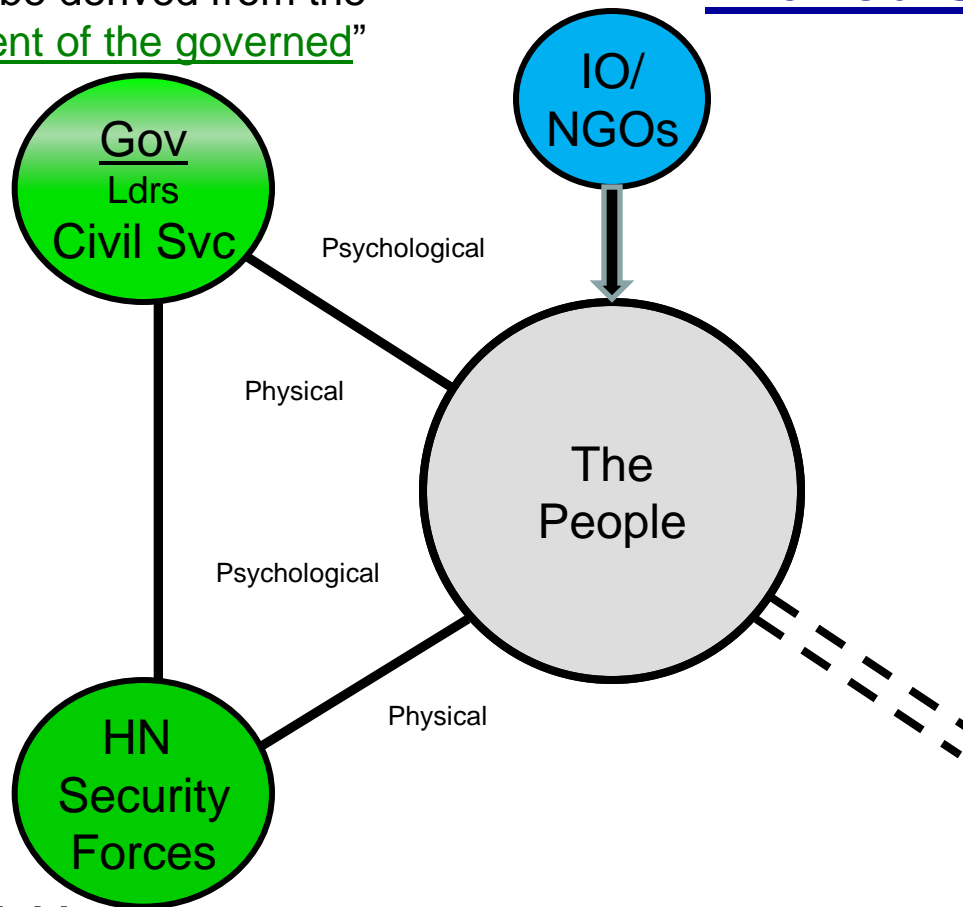 be derived from the
ent of the governed”
IO/
NGOs
Gov
Ldrs
Civil Svc
Psychological
Physical
The
People
Psychological
Physical
HN
Security
Forces